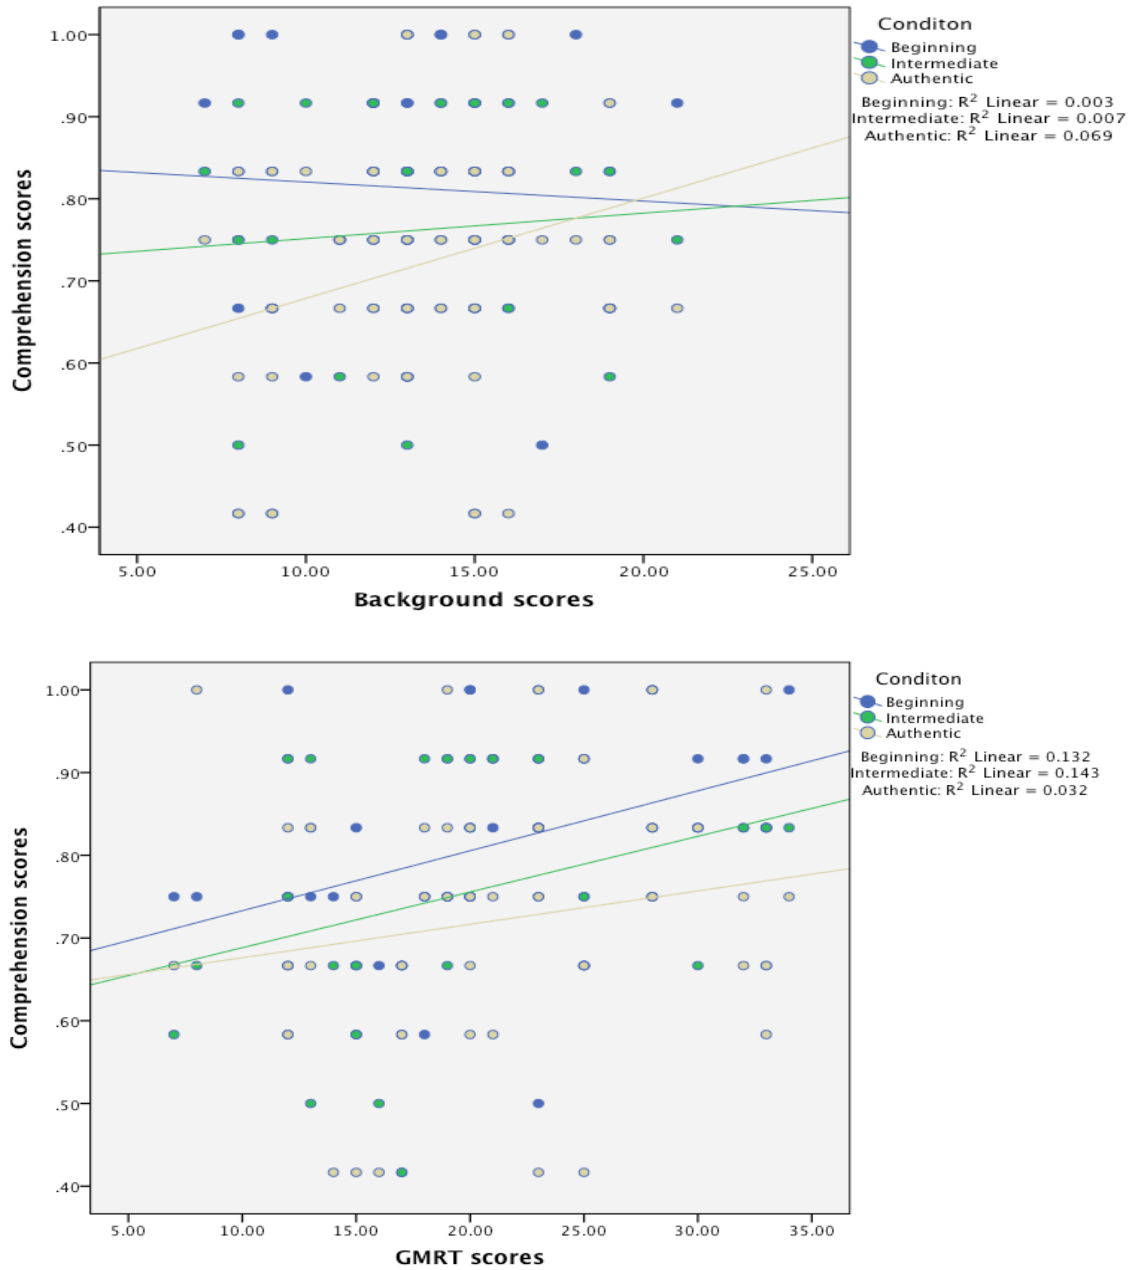 Conditon
Beginning
Intermediate
Authentic
Beginning: R² Linear = 0.003
Intermediate: R² Linear = 0.007
Authentic: R² Linear = 0.069
Comprehension scores
1.00
.90
.80
.70
.60
.50
.40
5.00 10.00 15.00 20.00 25.00
Background scores
Conditon
Beginning
Intermediate
Authentic
Beginning: R² Linear = 0.132
Intermediate: R² Linear = 0.143
Authentic: R² Linear = 0.032
Comprehension scores
1.00
.90
.80
.70
.60
.50
.40
5.00 10.00 15.00 20.00 25.00 30.00 35.00
GMRT scores